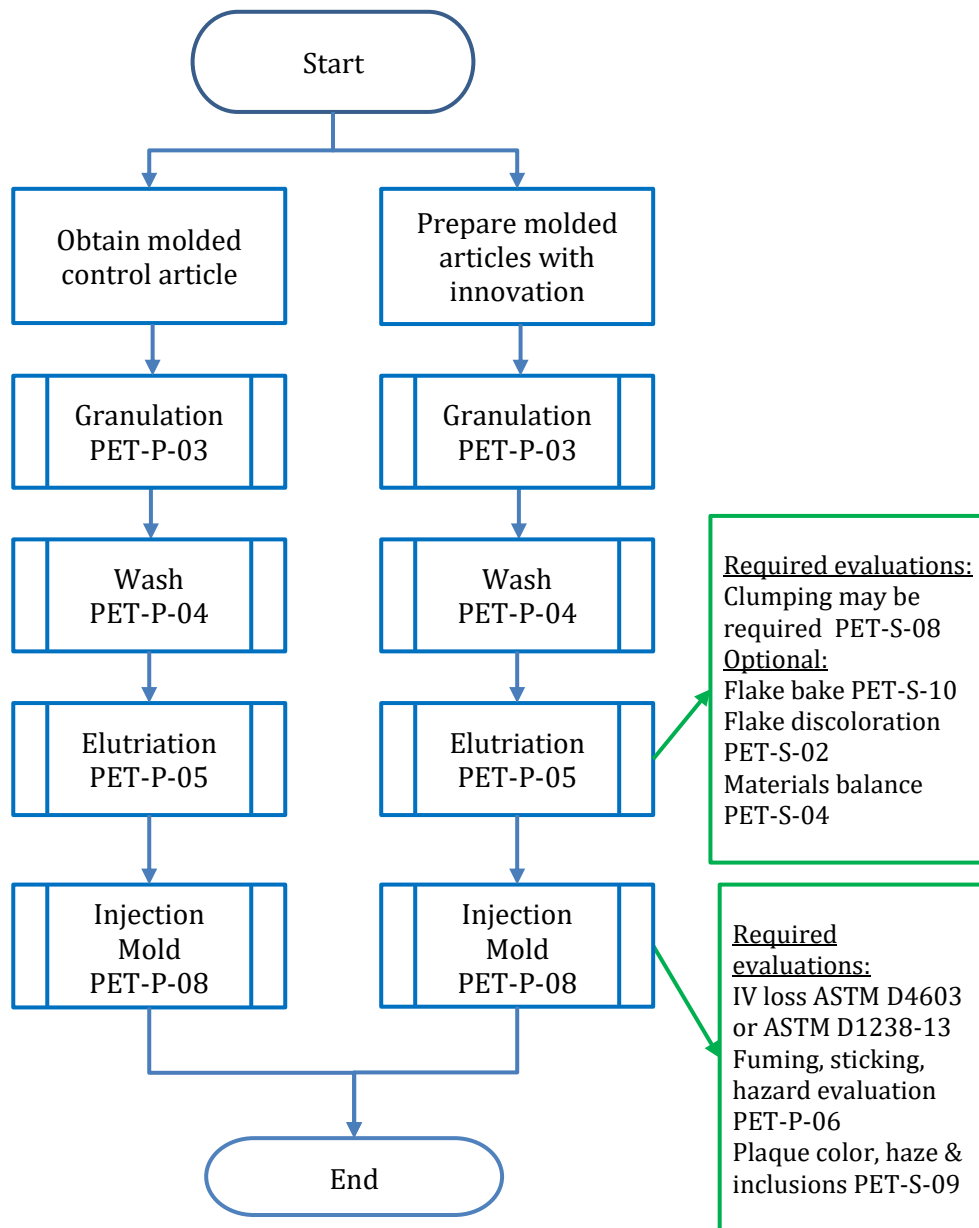 Start
Obtain molded
control article
Prepare molded
articles with
innovation
Granulation
PET-P-03
Granulation
PET-P-03
Wash
PET-P-04
Wash
PET-P-04
Elutriation
PET-P-05
Elutriation
PET-P-05
Required evaluations:
Clumping may be
required PET-S-08
Optional:
Flake bake PET-S-10
Flake discoloration
PET-S-02
Materials balance
PET-S-04
Injection
Mold
PET-P-08
Injection
Mold
PET-P-08
Required
evaluations:
IV loss ASTM D4603
or ASTM D1238-13
Fuming, sticking,
hazard evaluation
PET-P-06
Plaque color, haze &
inclusions PET-S-09
End